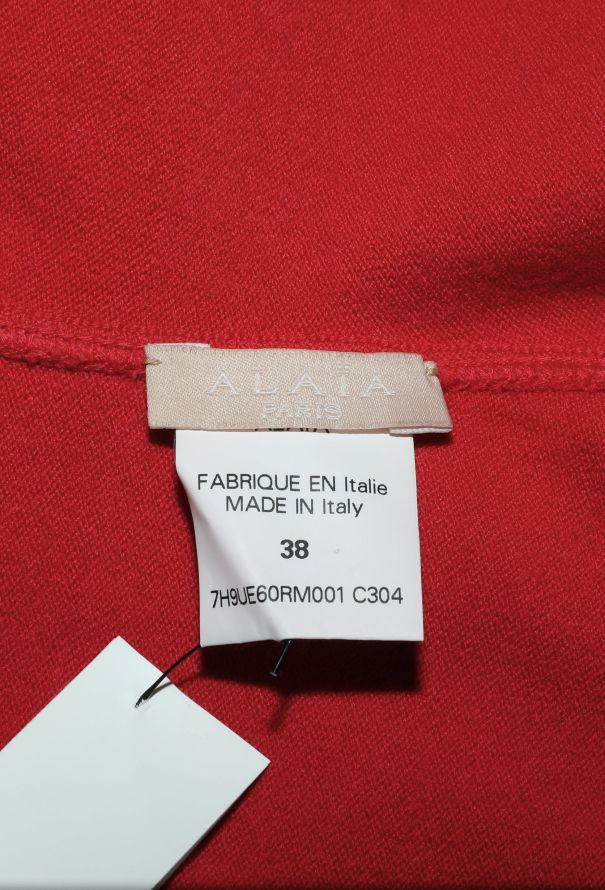 ALAÏA
PARIS
FABRIQUE EN Italie
MADE IN Italy
38
7H9UE60RM001 C304